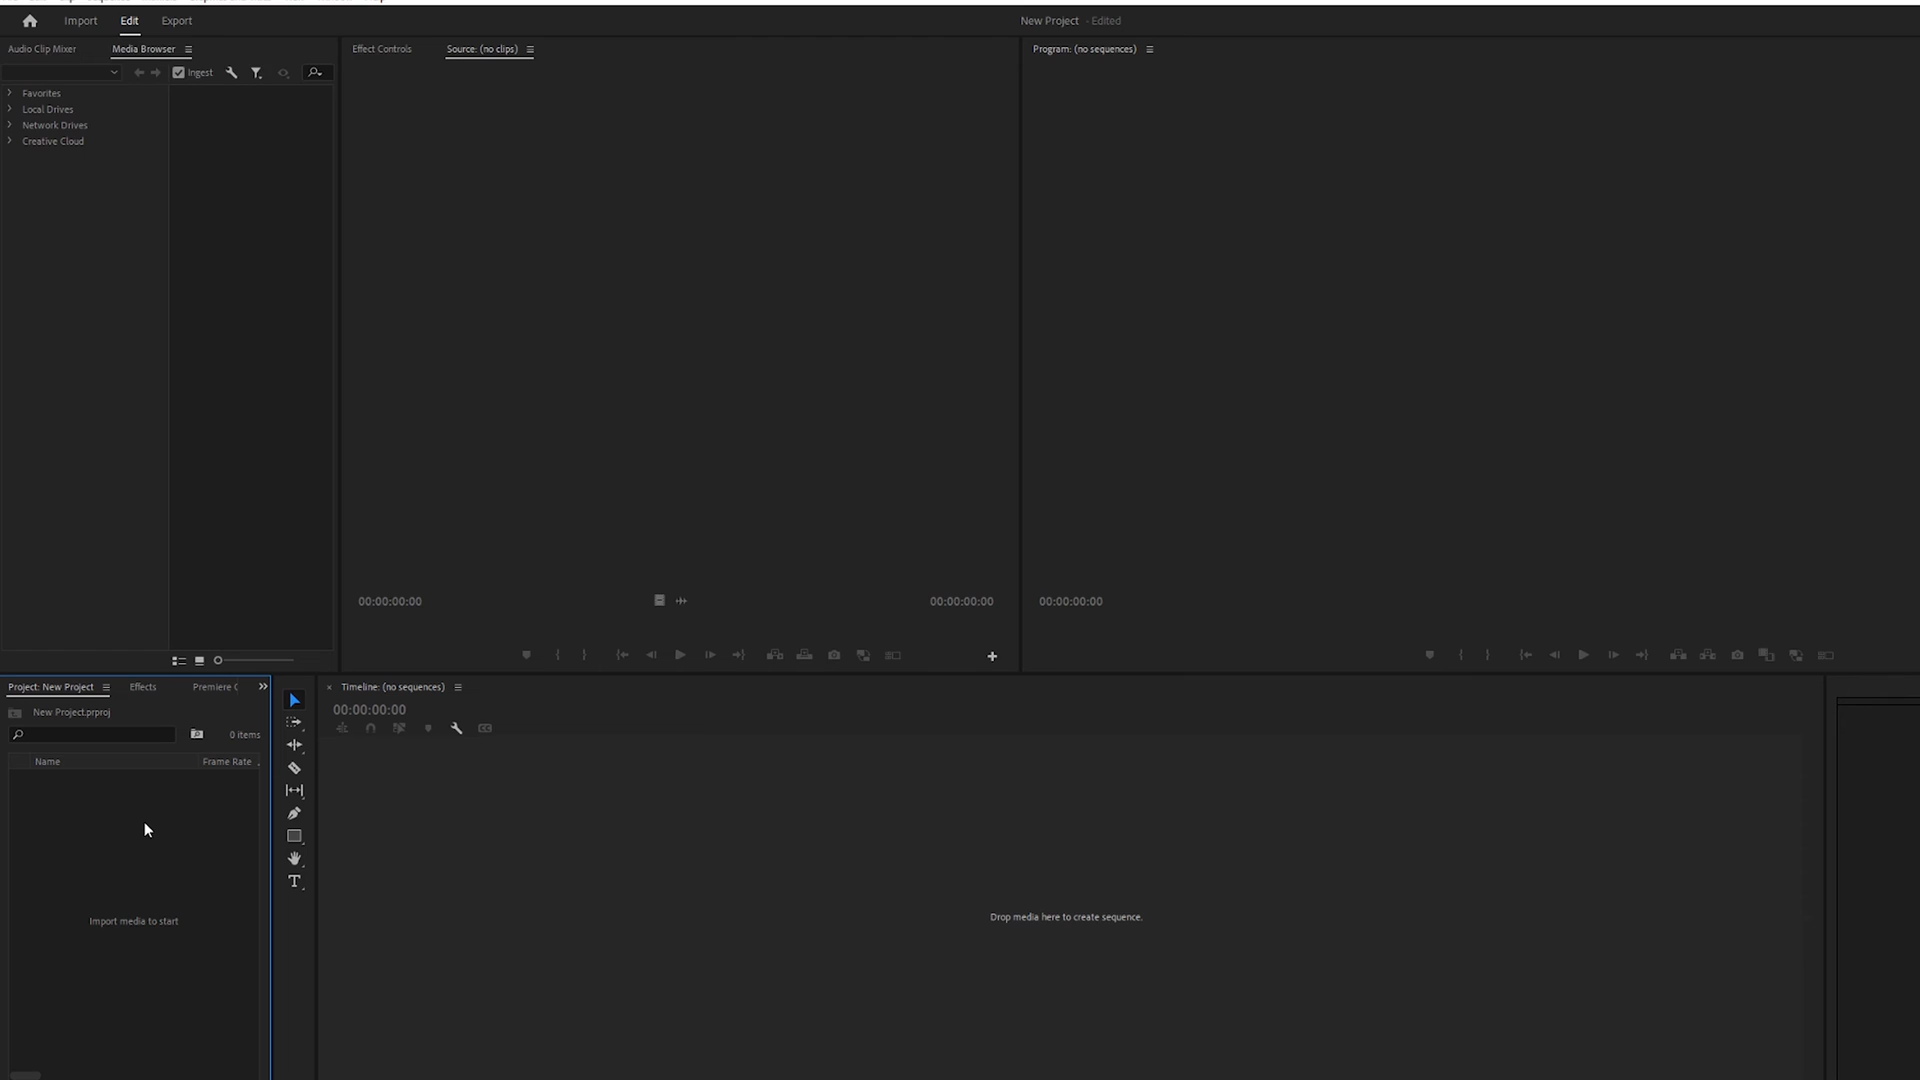 Import Edit Export
New Project - Edited
Audio Clip Mixer Media Browser
Effect Controls Source: (no clips)
Program: (no sequences)
Ingest
Favorites
Local Drives
Network Drives
Creative Cloud
00:00:00:00 00:00:00:00
00:00:00:00
Project: New Project Effects Premiere C
New Project.prproj
0 items
Name Frame Rate
Import media to start
Timeline: (no sequences)
00:00:00:00
Drop media here to create sequence.